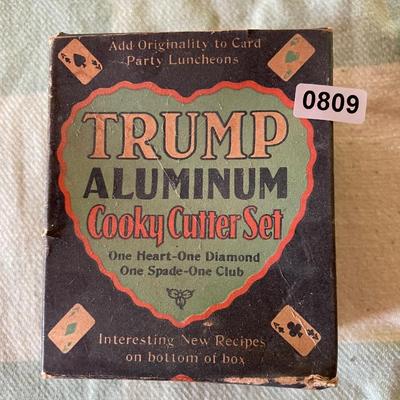 Add Originality to Card
Party Luncheons
0809
TRUMP
ALUMINUM
Cooky Cutter Set
One Heart-One Diamond
One Spade-One Club
Interesting New Recipes
on bottom of box